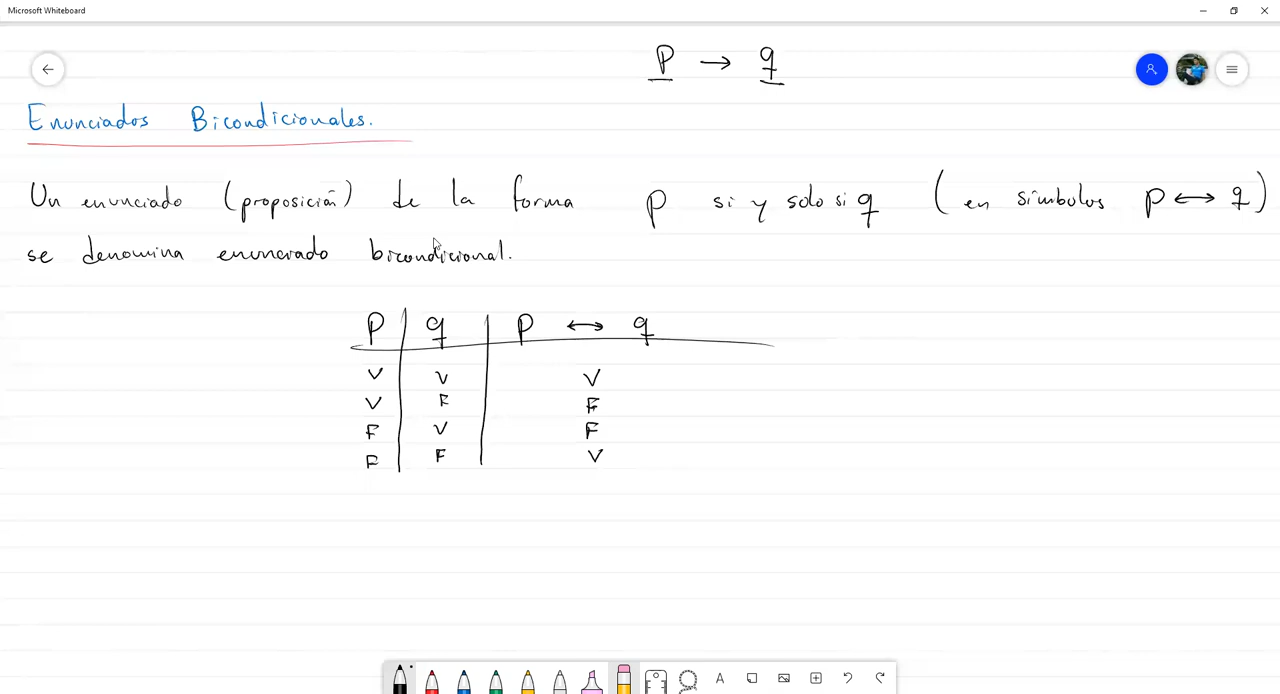 Microsoft Whiteboard
p → q
Enunciados Bicondicionales.
Un enunciado (proposición) de la forma p si y solo si q (en símbolos p ↔ q)
se denomina enunciado bicondicional.
p q p ↔ q
V V V
V F F
F V F
F F V
A